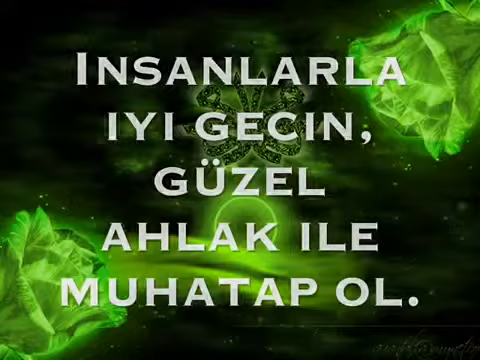 INSANLARLA
IYI GECIN,
GÜZEL
AHLAK ILE
MUHATAP OL.